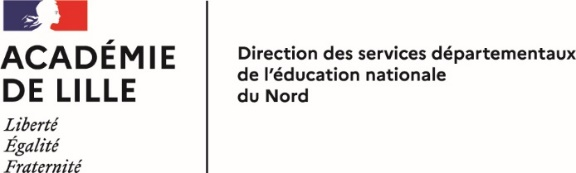 ACADÉMIE
DE LILLE
Liberté
Égalité
Fraternité
Direction des services départementaux
de l'éducation nationale
du Nord